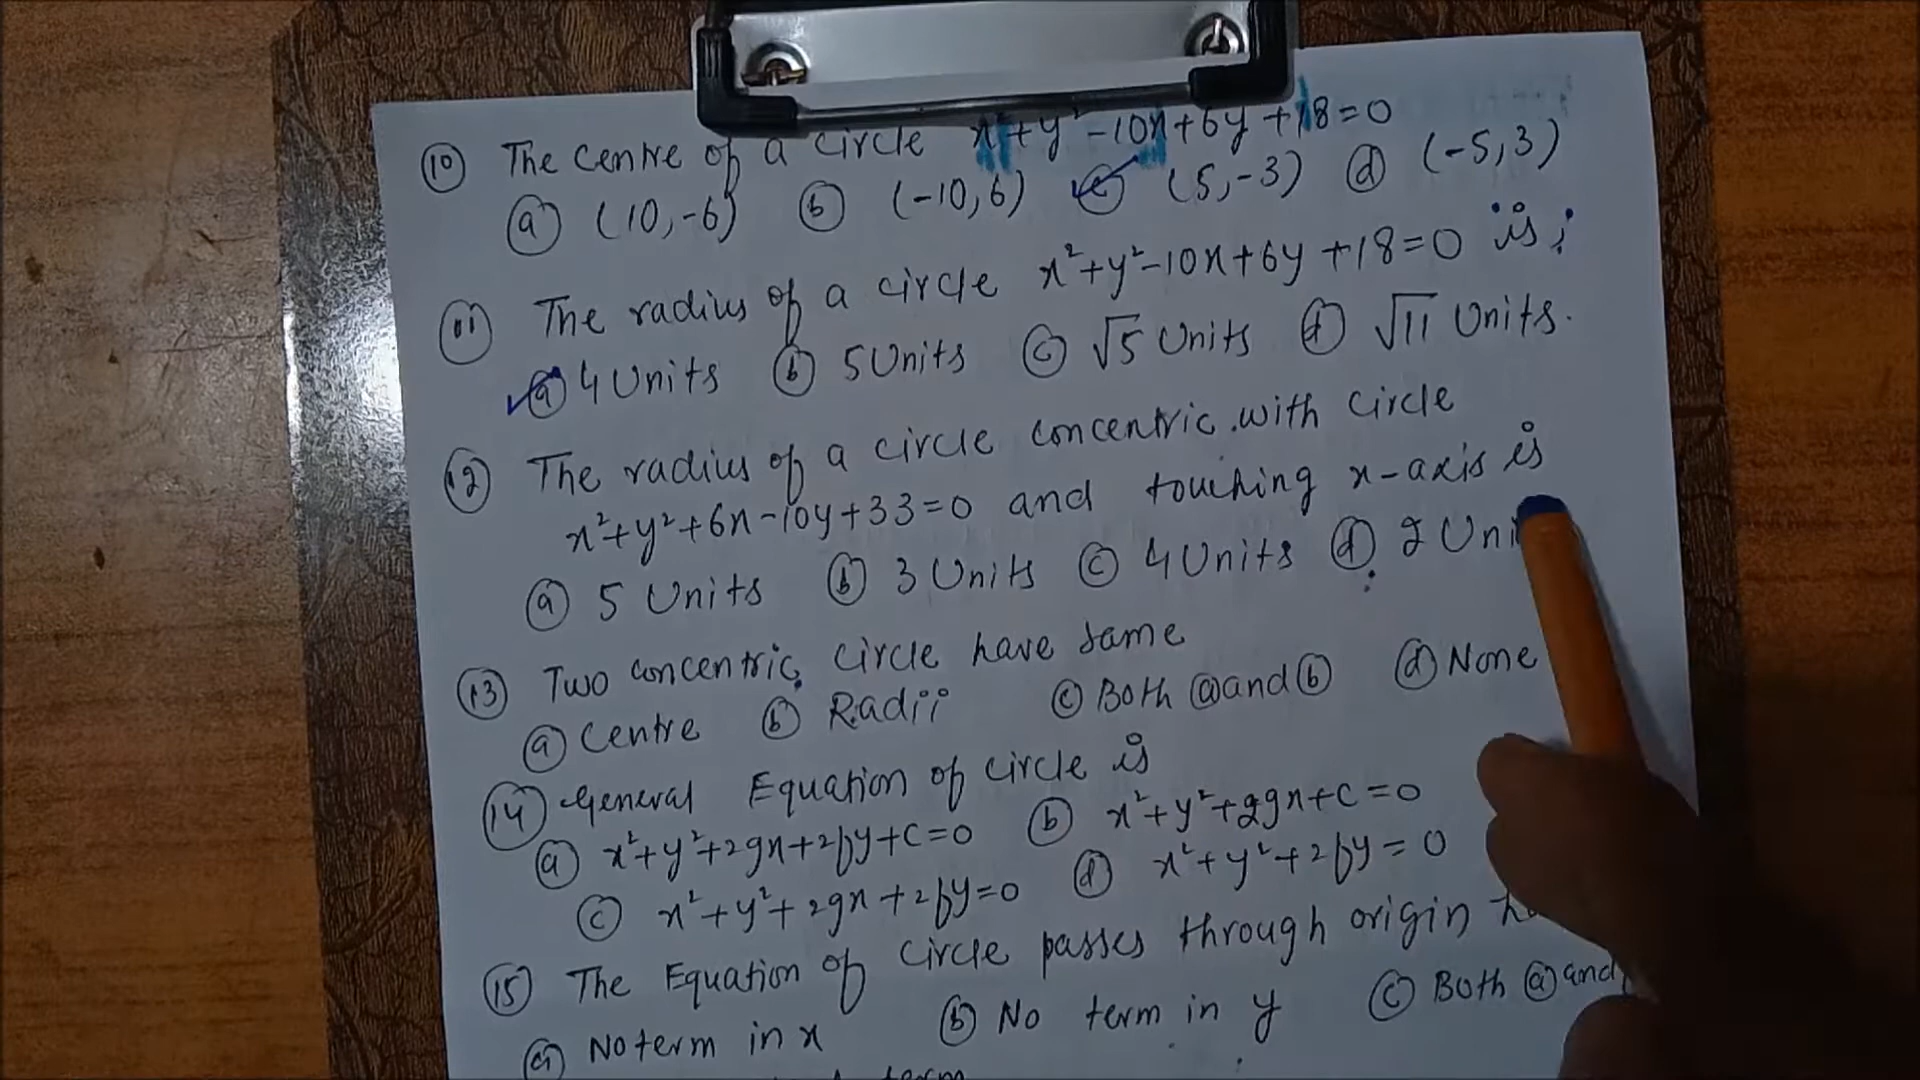 ⑩ The Centre of a circle x²+y²-10x+6y+18=0
ⓐ (10,-6) ⓑ (-10,6) ⓒ (5,-3) ⓓ (-5,3)
⑪ The radius of a circle x²+y²-10x+6y+18=0 is;
ⓐ 4 Units ⓑ 5 Units ⓒ √5 Units ⓓ √11 Units.
⑫ The radius of a circle concentric with circle
x²+y²+6x-10y+33=0 and touching x-axis is
ⓐ 5 Units ⓑ 3 Units ⓒ 4 Units ⓓ 2
⑬ Two concentric circle have same
ⓐ Centre ⓑ Radii ⓒ Both ⓐ and ⓑ ⓓ None
⑭ General Equation of circle is
ⓐ x²+y²+2gx+2fy+c=0 ⓑ x²+y²+2gx+c=0
ⓒ x²+y²+2gx+2fy=0 ⓓ x²+y²+2fy=0
⑮ The Equation of circle passes through origin
ⓐ No term in x ⓑ No term in y ⓒ Both ⓐ and
term